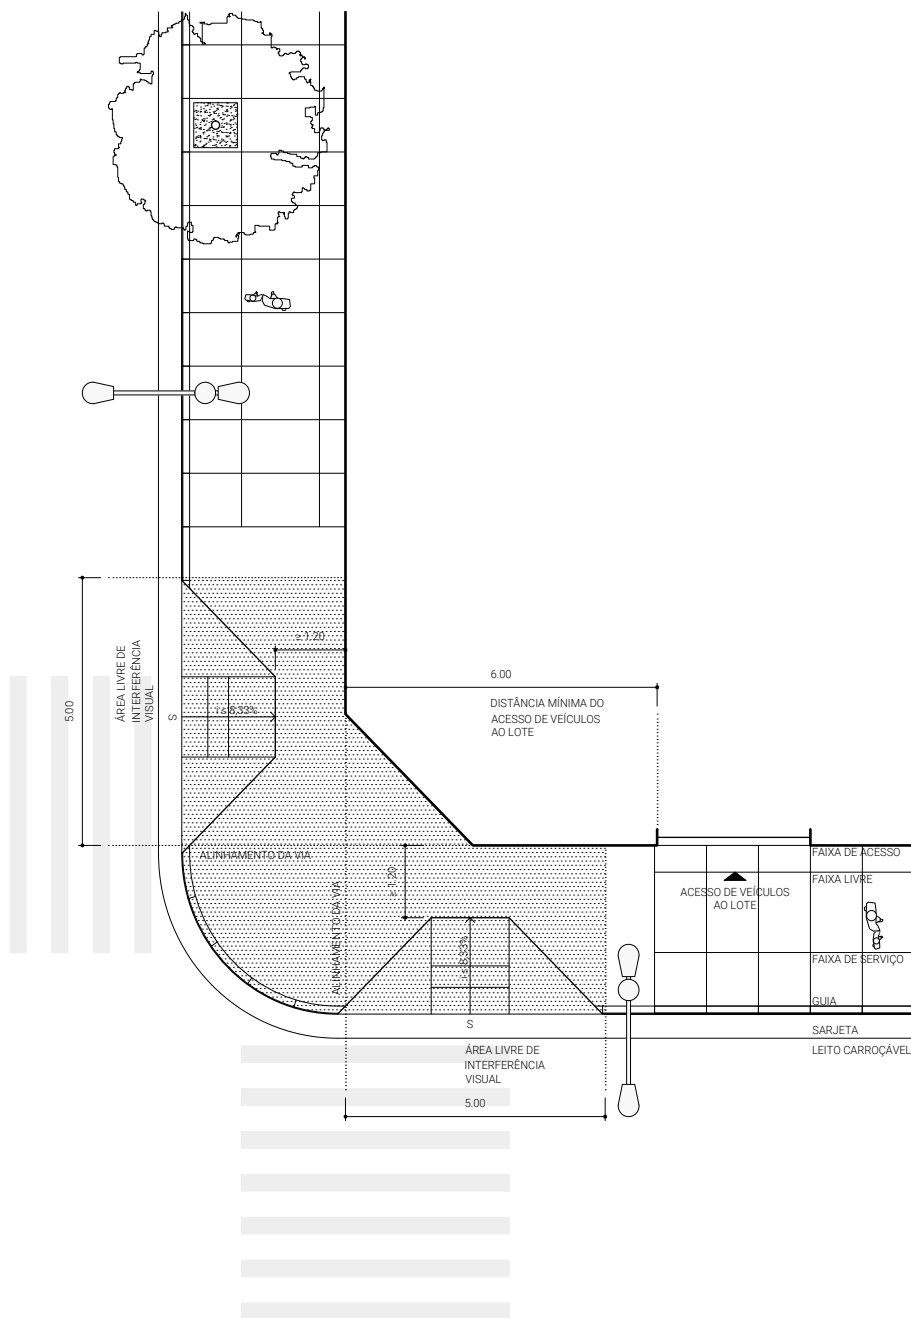 ≥ 1.20
5.00
ÁREA LIVRE DE
INTERFERÊNCIA
VISUAL
S
i ≤ 8,33%
6.00
DISTÂNCIA MÍNIMA DO
ACESSO DE VEÍCULOS
AO LOTE
ALINHAMENTO DA VIA
ALINHAMENTO DA VIA
≥ 1.20
i ≤ 8,33%
S
ACESSO DE VEÍCULOS
AO LOTE
FAIXA DE ACESSO
FAIXA LIVRE
FAIXA DE SERVIÇO
GUIA
SARJETA
LEITO CARROÇÁVEL
ÁREA LIVRE DE
INTERFERÊNCIA
VISUAL
5.00